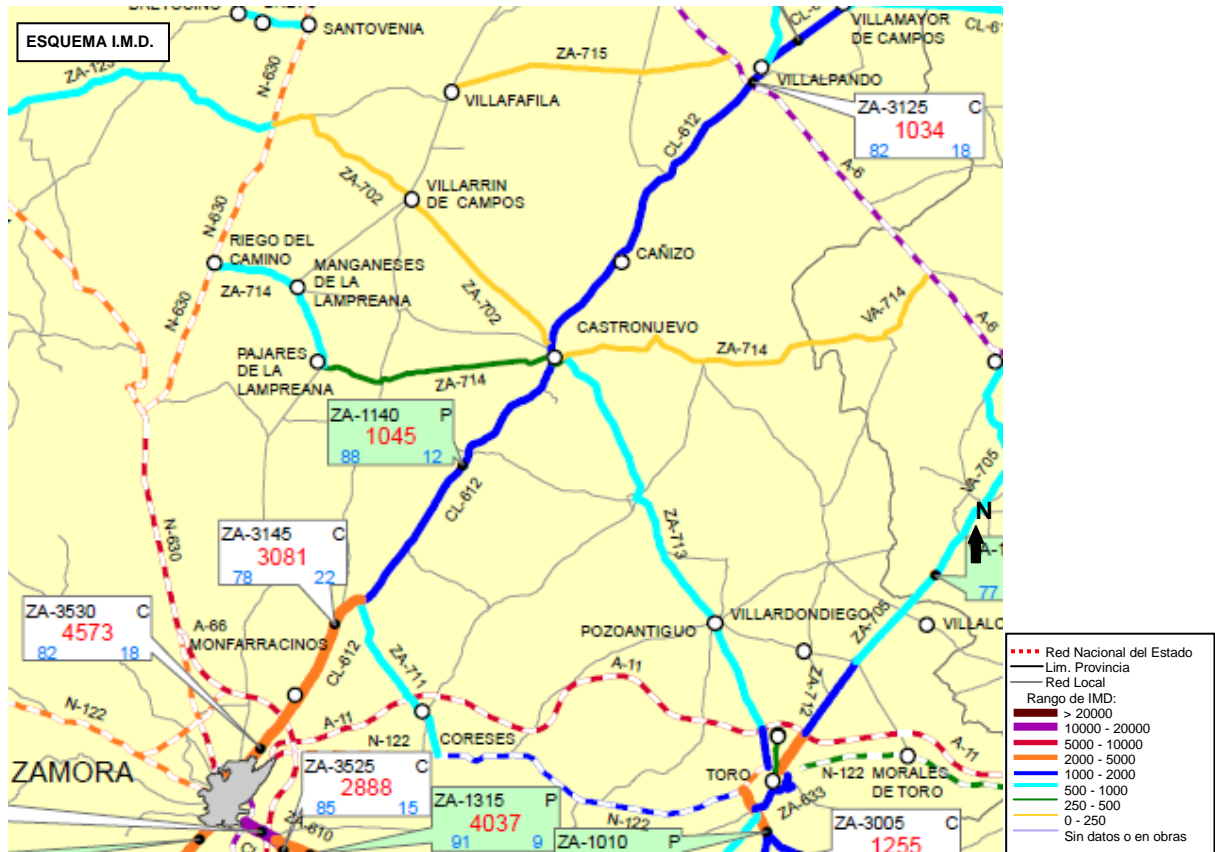 ESQUEMA I.M.D.
SANTOVENIA
ZA-123
N-630
ZA-715
VILLAFAFILA
VILLAMAYOR
DE CAMPOS
VILLALPANDO
ZA-3125 C
1034
82 18
CL-612
A-6
ZA-702
VILLARRIN
DE CAMPOS
N-630
RIEGO DEL
CAMINO
ZA-714
MANGANESES
DE LA
LAMPREANA
CAÑIZO
ZA-702
N-630
CASTRONUEVO
VA-714
A-6
ZA-714
PAJARES
DE LA
LAMPREANA
ZA-714
ZA-1140 P
1045
88 12
CL-612
VA-705
N
ZA-713
N-630
ZA-3145 C
3081
78 22
77
ZA-3530 C
4573
82 18
A-66
MONFARRACINOS
CL-612
ZA-711
POZOANTIGUO
VILLARDONDIEGO
ZA-705
A-11
ZA-712
N-122
A-11
CORESES
N-122
A-11
ZAMORA
ZA-3525 C
2888
85 15
TORO
N-122
MORALES
DE TORO
ZA-1315 P
4037
91 9
N-122
ZA-633
ZA-610
ZA-1010 P
ZA-3005 C
1255
Red Nacional del Estado
Lim. Provincia
Red Local
Rango de IMD:
> 20000
10000 - 20000
5000 - 10000
2000 - 5000
1000 - 2000
500 - 1000
250 - 500
0 - 250
Sin datos o en obras